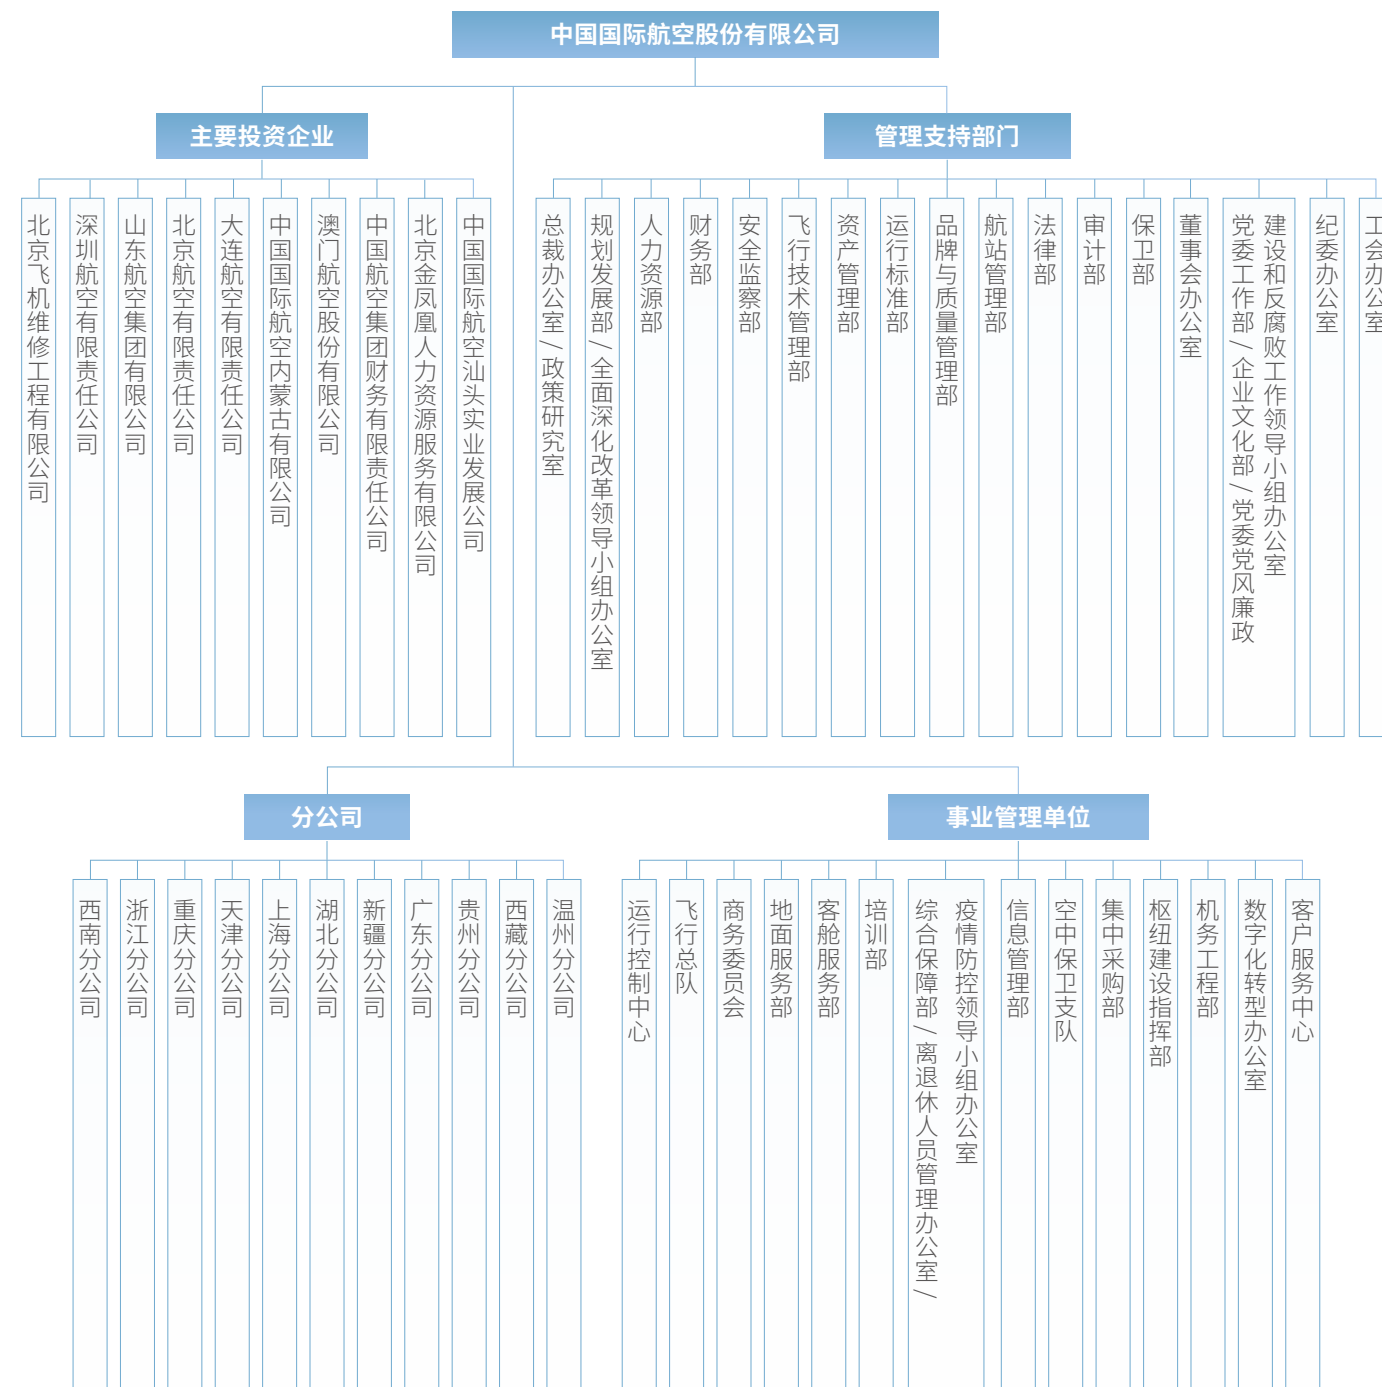 中国国际航空股份有限公司
主要投资企业
管理支持部门
北京飞机维修工程有限公司
深圳航空有限责任公司
山东航空集团有限公司
北京航空有限责任公司
大连航空有限责任公司
中国国际航空内蒙古有限公司
澳门航空股份有限公司
中国航空集团财务有限责任公司
北京金凤凰人力资源服务有限公司
中国国际航空汕头实业发展公司
总裁办公室/政策研究室
规划发展部/全面深化改革领导小组办公室
人力资源部
财务部
安全监察部
飞行技术管理部
资产管理部
运行标准部
品牌与质量管理部
航站管理部
法律部
审计部
保卫部
董事会办公室
党委工作部/企业文化部/党委党风廉政
建设和反腐败工作领导小组办公室
纪委办公室
工会办公室
分公司
事业管理单位
西南分公司
浙江分公司
重庆分公司
天津分公司
上海分公司
湖北分公司
新疆分公司
广东分公司
贵州分公司
西藏分公司
温州分公司
运行控制中心
飞行总队
商务委员会
地面服务部
客舱服务部
培训部
综合保障部/离退休人员管理办公室/
疫情防控领导小组办公室
信息管理部
空中保卫支队
集中采购部
枢纽建设指挥部
机务工程部
数字化转型办公室
客户服务中心